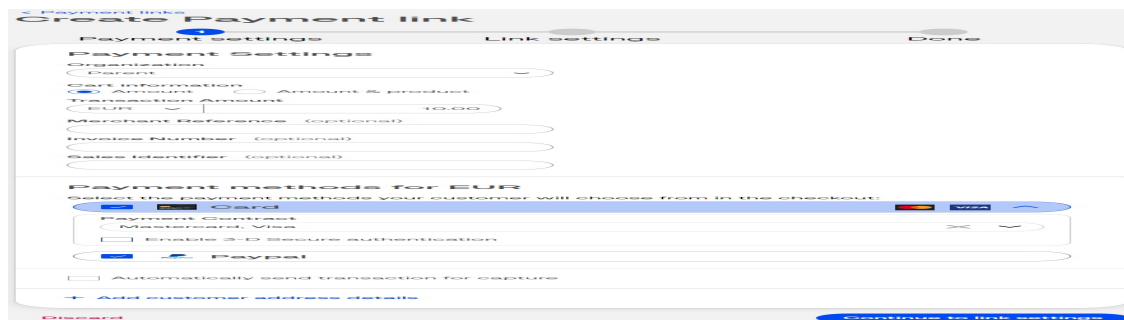 < Payment links
Create Payment link
1
Payment settings
Link settings
Done
Payment Settings
Organization
Parent
Cart information
Amount
Amount & product
Transaction Amount
EUR
10.00
Merchant Reference (optional)
Invoice Number (optional)
Sales Identifier (optional)
Payment methods for EUR
Select the payment methods your customer will choose from in the checkout:
Card
VISA
Payment Contract
Mastercard, Visa
Enable 3-D Secure authentication
Paypal
Automatically send transaction for capture
+ Add customer address details
Discard
Continue to link settings